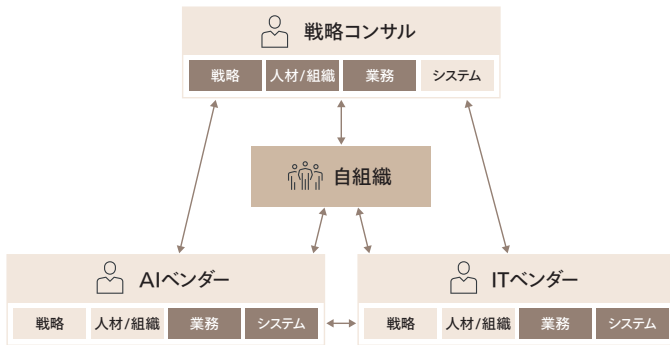 戦略コンサル
戦略 人材/組織 業務 システム
自組織
AIベンダー
戦略 人材/組織 業務 システム
ITベンダー
戦略 人材/組織 業務 システム